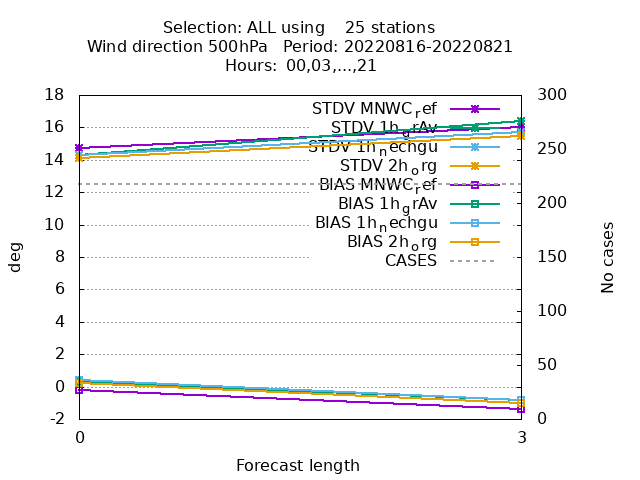 Selection: ALL using    25 stations
Wind direction 500hPa   Period: 20220816-20220821
Hours: 00,03,...,21
18
16
14
12
10
8
6
4
2
0
-2
300
250
200
150
100
50
0
deg
No cases
STDV MNWC_ref
STDV 1h_grAv
STDV 1h_nechgu
STDV 2h_org
BIAS MNWC_ref
BIAS 1h_grAv
BIAS 1h_nechgu
BIAS 2h_org
CASES
0
3
Forecast length